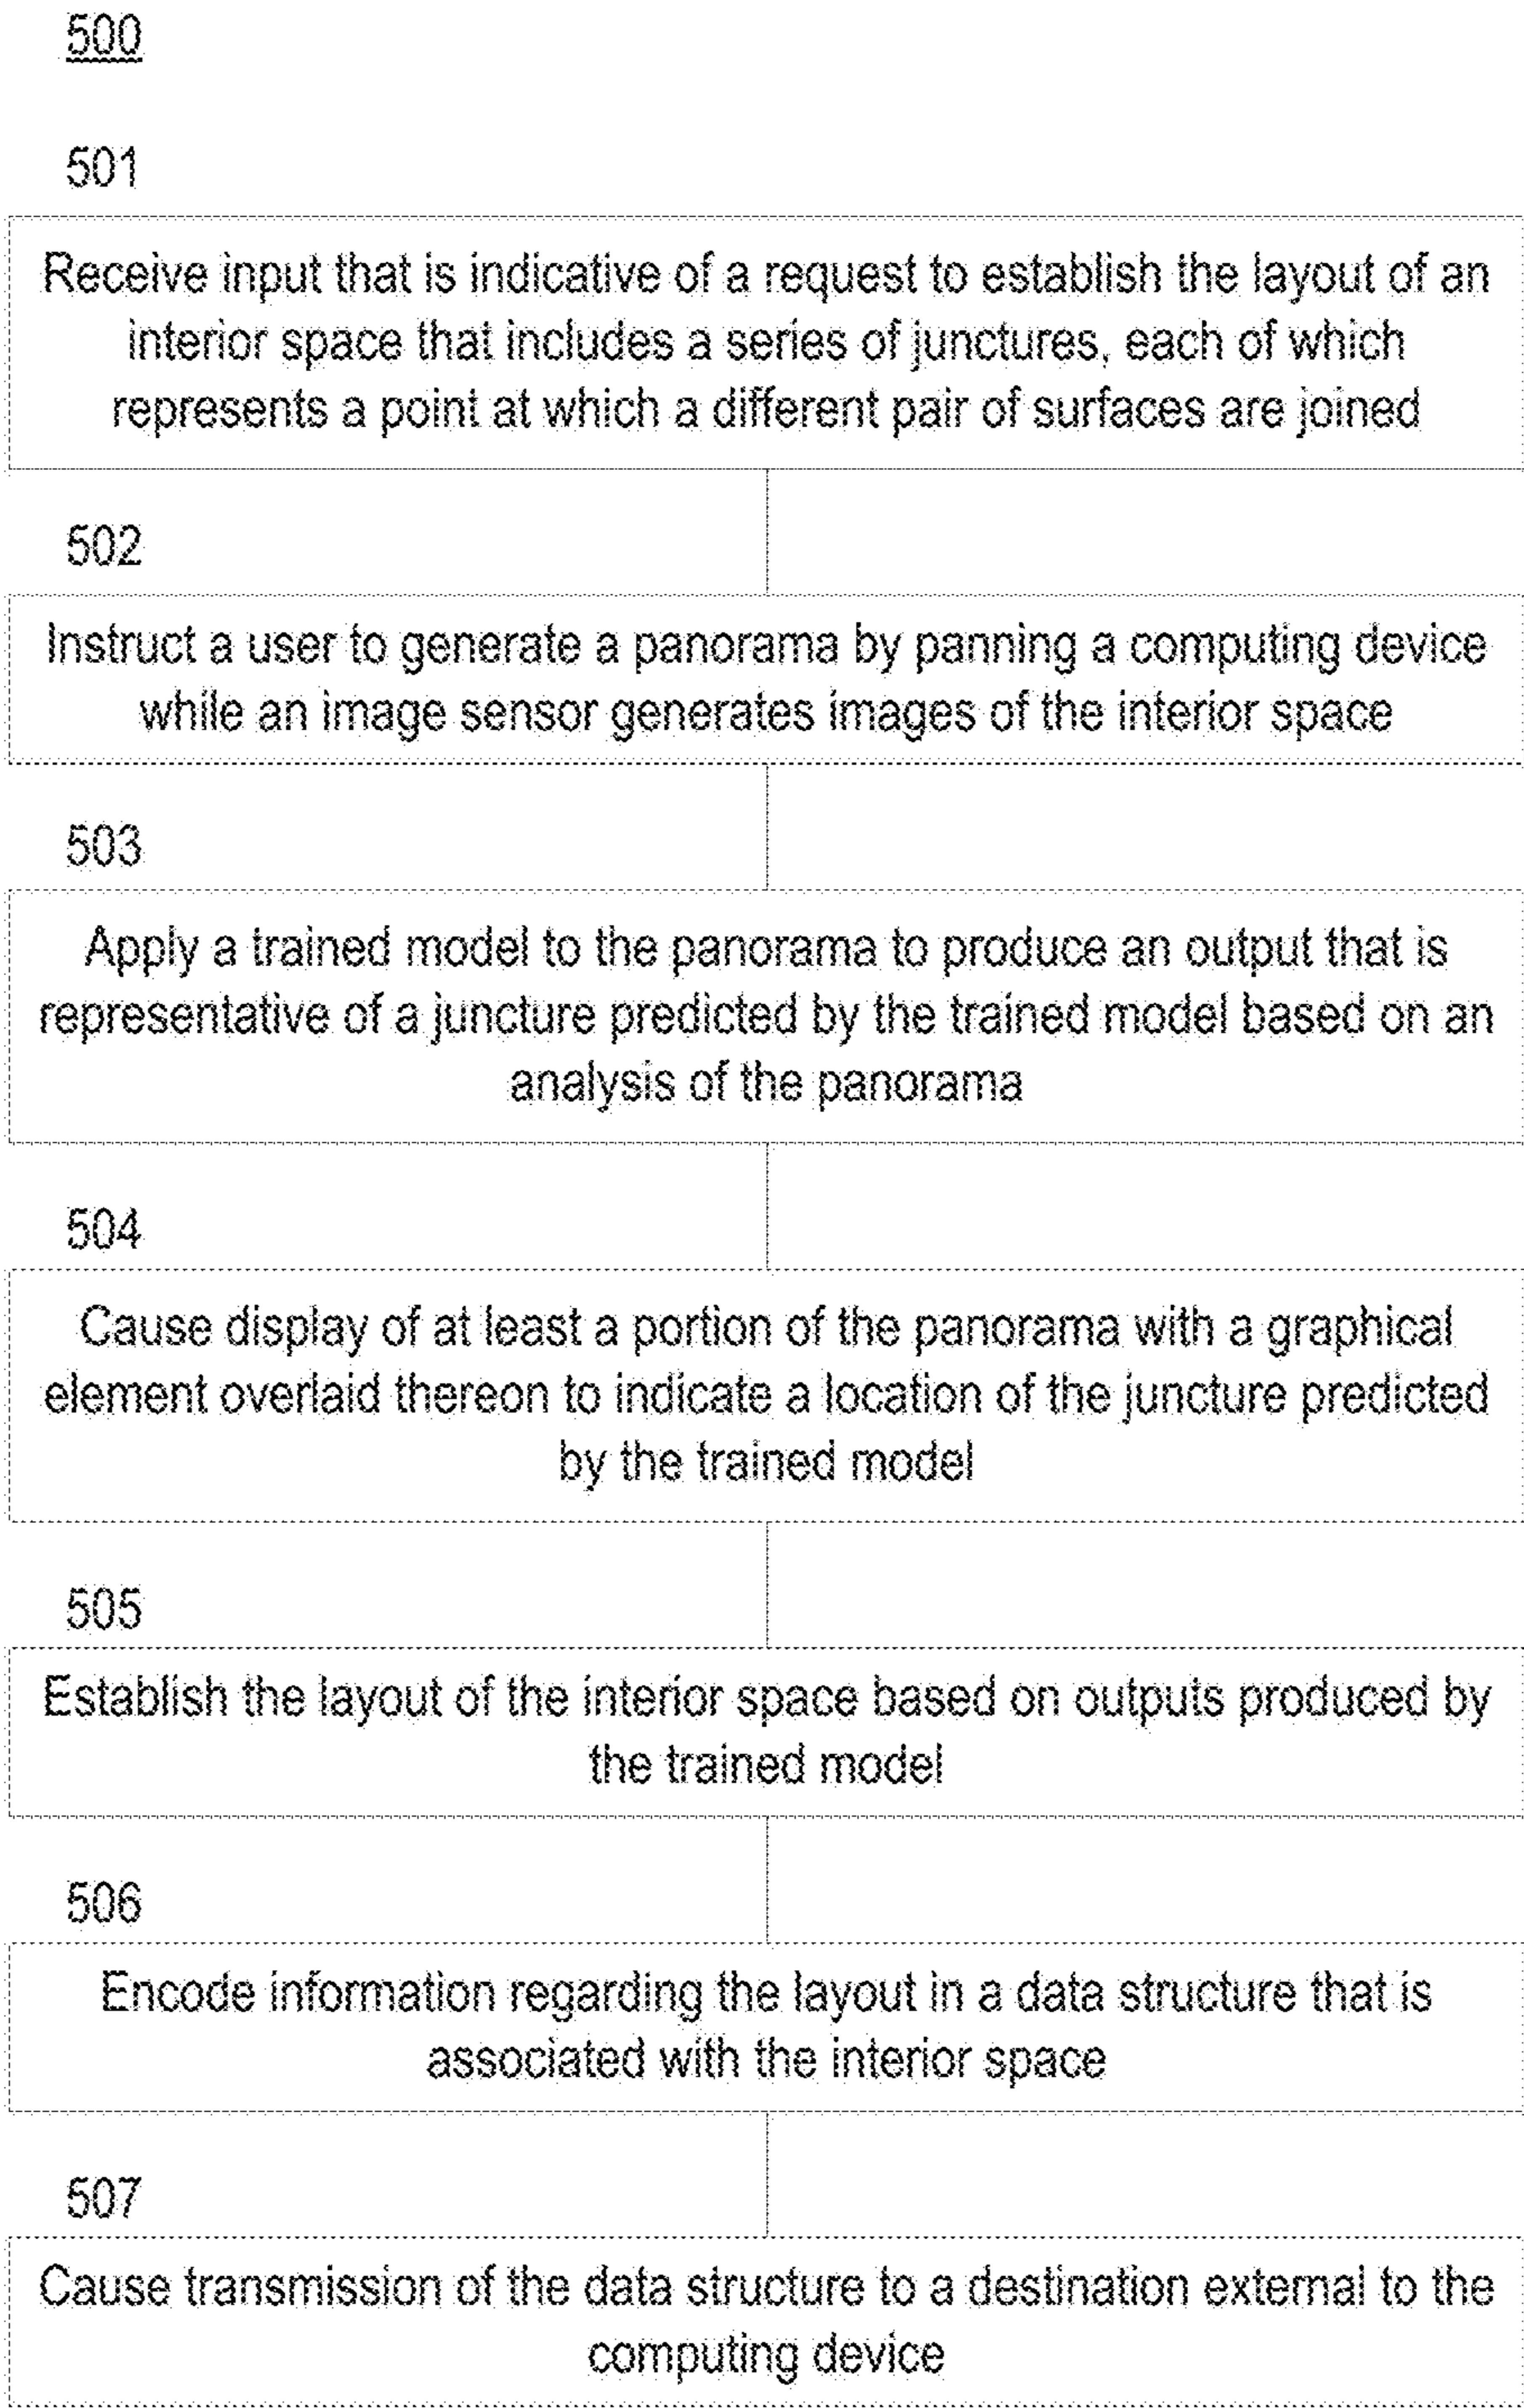 500
501
Receive input that is indicative of a request to establish the layout of an
interior space that includes a series of junctures, each of which
represents a point at which a different pair of surfaces are joined
502
Instruct a user to generate a panorama by panning a computing device
while an image sensor generates images of the interior space
503
Apply a trained model to the panorama to produce an output that is
representative of a juncture predicted by the trained model based on an
analysis of the panorama
504
Cause display of at least a portion of the panorama with a graphical
element overlaid thereon to indicate a location of the juncture predicted
by the trained model
505
Establish the layout of the interior space based on outputs produced by
the trained model
506
Encode information regarding the layout in a data structure that is
associated with the interior space
507
Cause transmission of the data structure to a destination external to the
computing device